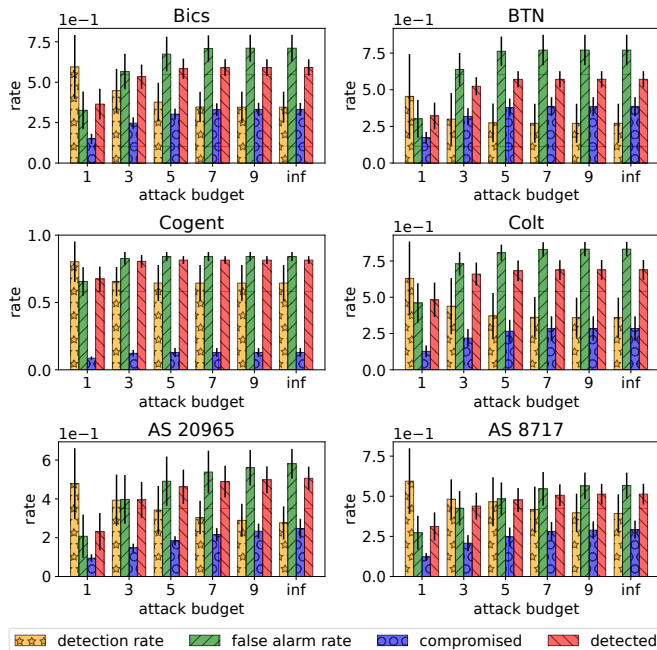 Bics
BTN
1e−1
1e−1
7.5
5.0
2.5
0.0
rate
1 3 5 7 9 inf
attack budget
7.5
5.0
2.5
0.0
rate
1 3 5 7 9 inf
attack budget
Cogent
Colt
1e−1
1.0
0.5
0.0
rate
1 3 5 7 9 inf
attack budget
7.5
5.0
2.5
0.0
rate
1 3 5 7 9 inf
attack budget
AS 20965
AS 8717
1e−1
1e−1
6
4
2
0
rate
1 3 5 7 9 inf
attack budget
7.5
5.0
2.5
0.0
rate
1 3 5 7 9 inf
attack budget
detection rate false alarm rate compromised detected